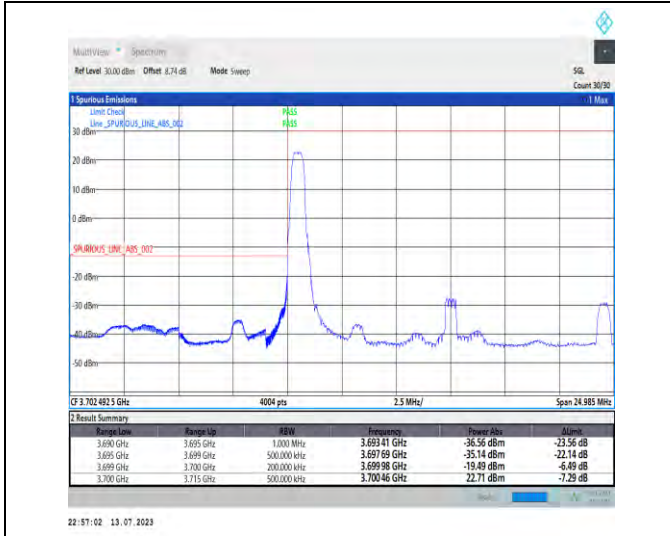 MultiView Spectrum
Ref Level 30.00 dBm Offset 8.74 dB Mode Sweep SGL
Count 30/30
1 Spurious Emissions 1 Max
Limit Check PASS
Line _SPURIOUS_LINE_ABS_002 PASS
30 dBm
20 dBm
10 dBm
0 dBm
_SPURIOUS_LINE_ABS_002
-20 dBm
-30 dBm
-40 dBm
-50 dBm
CF 3.702 492 5 GHz 4004 pts 2.5 MHz/ Span 24.985 MHz
2 Result Summary
Range Low Range Up RBW Frequency Power Abs ΔLimit
3.690 GHz 3.695 GHz 1.000 MHz 3.693 41 GHz -36.56 dBm -23.56 dB
3.695 GHz 3.699 GHz 500.000 kHz 3.697 69 GHz -35.14 dBm -22.14 dB
3.699 GHz 3.700 GHz 200.000 kHz 3.699 98 GHz -19.49 dBm -6.49 dB
3.700 GHz 3.715 GHz 500.000 kHz 3.700 46 GHz 22.71 dBm -7.29 dB
22:57:02 13.07.2023